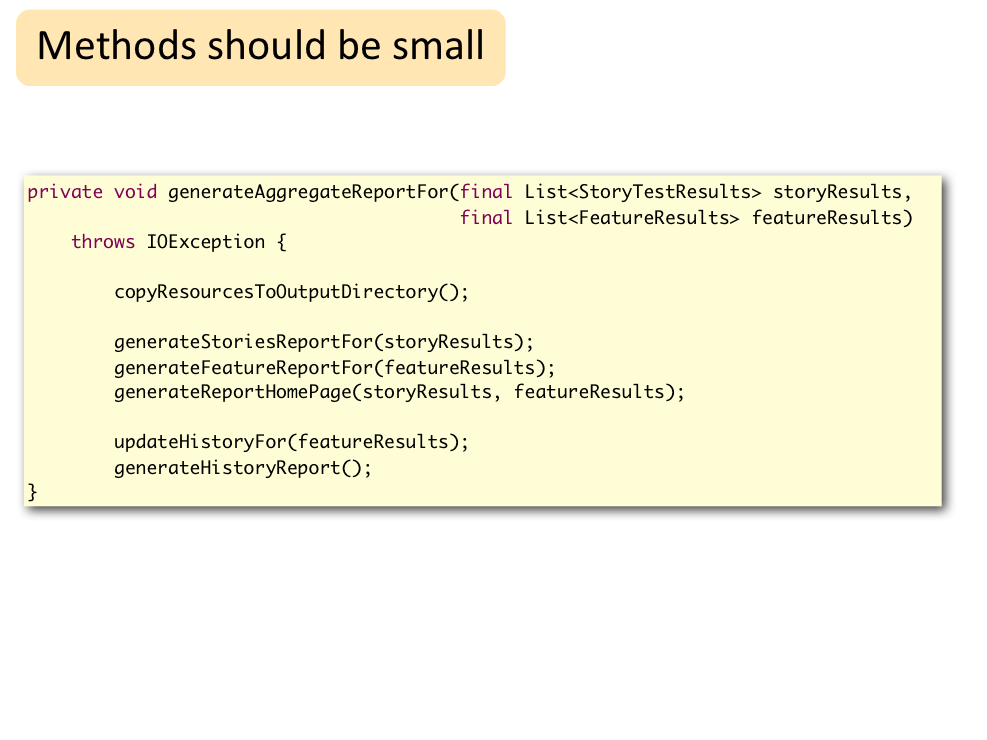 Methods should be small
private void generateAggregateReportFor(final List<StoryTestResults> storyResults,
                                        final List<FeatureResults> featureResults)
    throws IOException {
        copyResourcesToOutputDirectory();
        generateStoriesReportFor(storyResults);
        generateFeatureReportFor(featureResults);
        generateReportHomePage(storyResults, featureResults);
        updateHistoryFor(featureResults);
        generateHistoryReport();
}